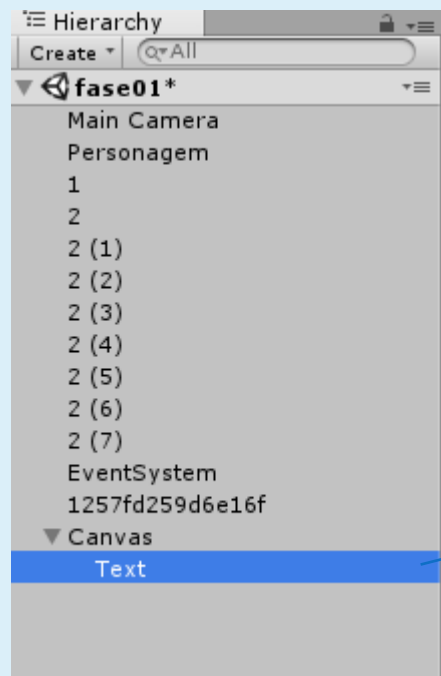 Hierarchy
Create All
fase01*
Main Camera
Personagem
1
2
2 (1)
2 (2)
2 (3)
2 (4)
2 (5)
2 (6)
2 (7)
EventSystem
1257fd259d6e16f
Canvas
Text